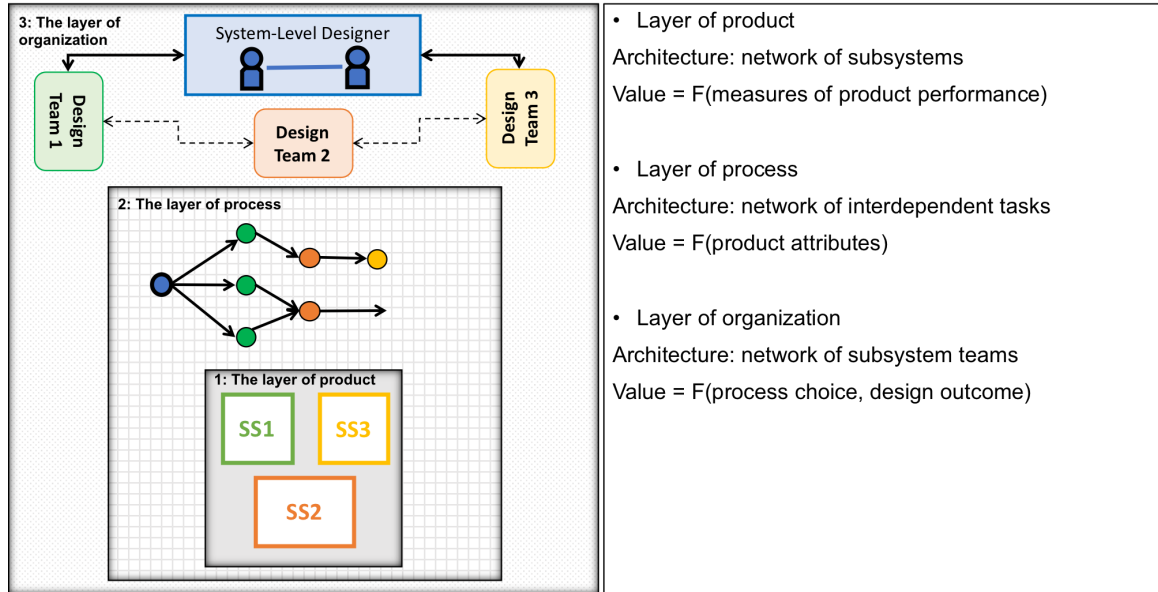 3: The layer of
organization
System-Level Designer
Design
Team 1
Design
Team 2
Design
Team 3
2: The layer of process
1: The layer of product
SS1
SS3
SS2
• Layer of product
Architecture: network of subsystems
Value = F(measures of product performance)
• Layer of process
Architecture: network of interdependent tasks
Value = F(product attributes)
• Layer of organization
Architecture: network of subsystem teams
Value = F(process choice, design outcome)